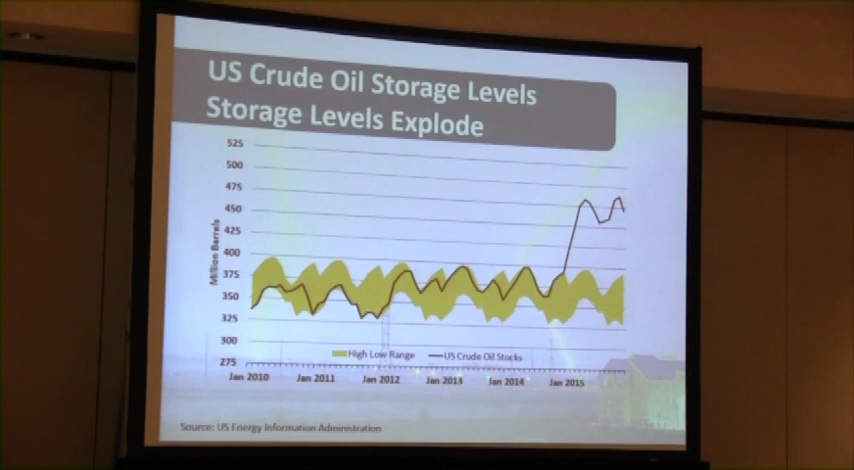 US Crude Oil Storage Levels
Storage Levels Explode
525
500
475
450
425
400
375
350
325
300
275
Million Barrels
High Low Range
US Crude Oil Stocks
Jan 2010 Jan 2011 Jan 2012 Jan 2013 Jan 2014 Jan 2015
Source: US Energy Information Administration